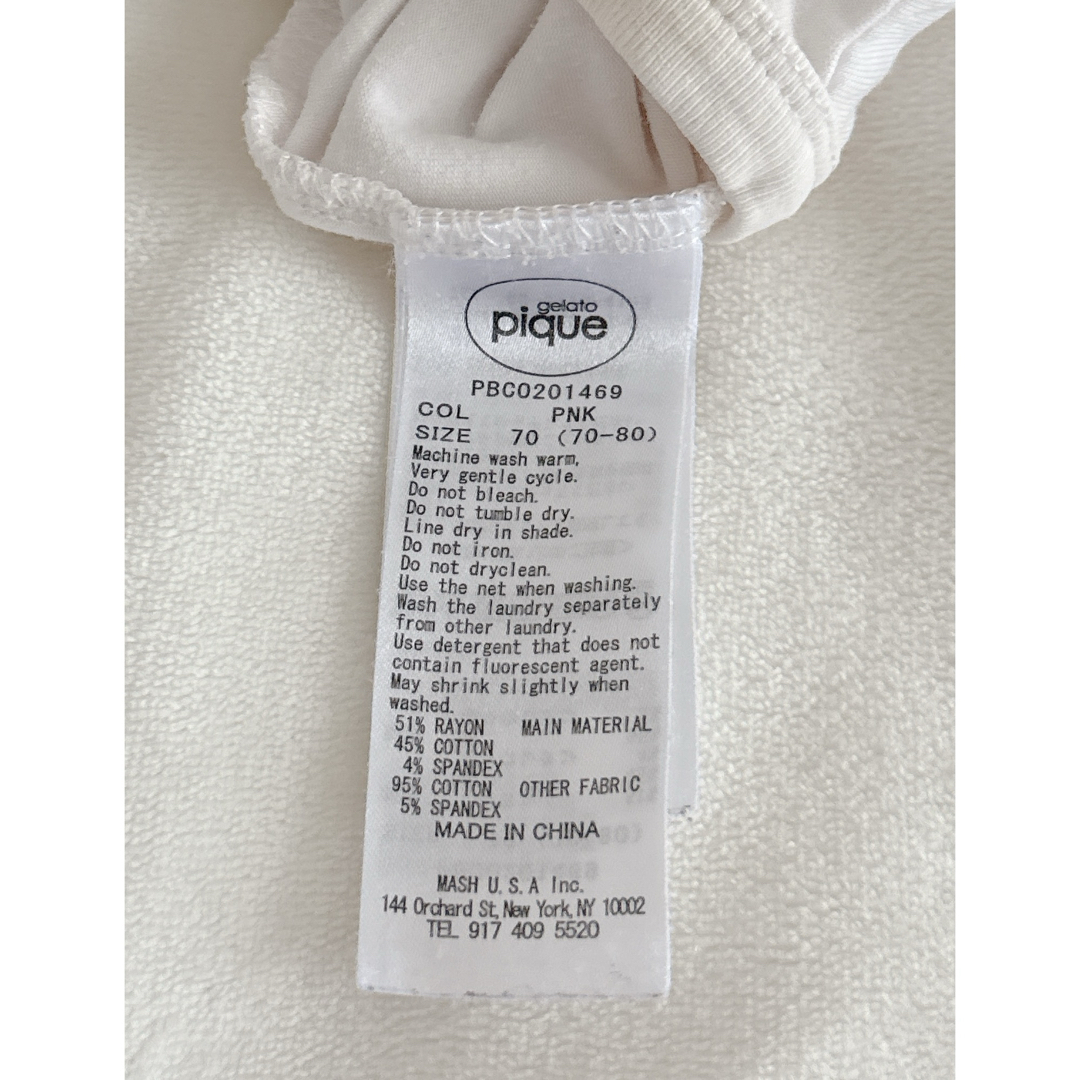 gelato
pique
PBC0201469
COL PNK
SIZE 70 (70-80)
Machine wash warm,
Very gentle cycle.
Do not bleach.
Do not tumble dry.
Line dry in shade.
Do not iron.
Do not dryclean.
Use the net when washing.
Wash the laundry separately
from other laundry.
Use detergent that does not
contain fluorescent agent.
May shrink slightly when
washed.
51% RAYON MAIN MATERIAL
45% COTTON
4% SPANDEX
95% COTTON OTHER FABRIC
5% SPANDEX
MADE IN CHINA
MASH U.S.A Inc.
144 Orchard St, New York, NY 10002
TEL 917 409 5520